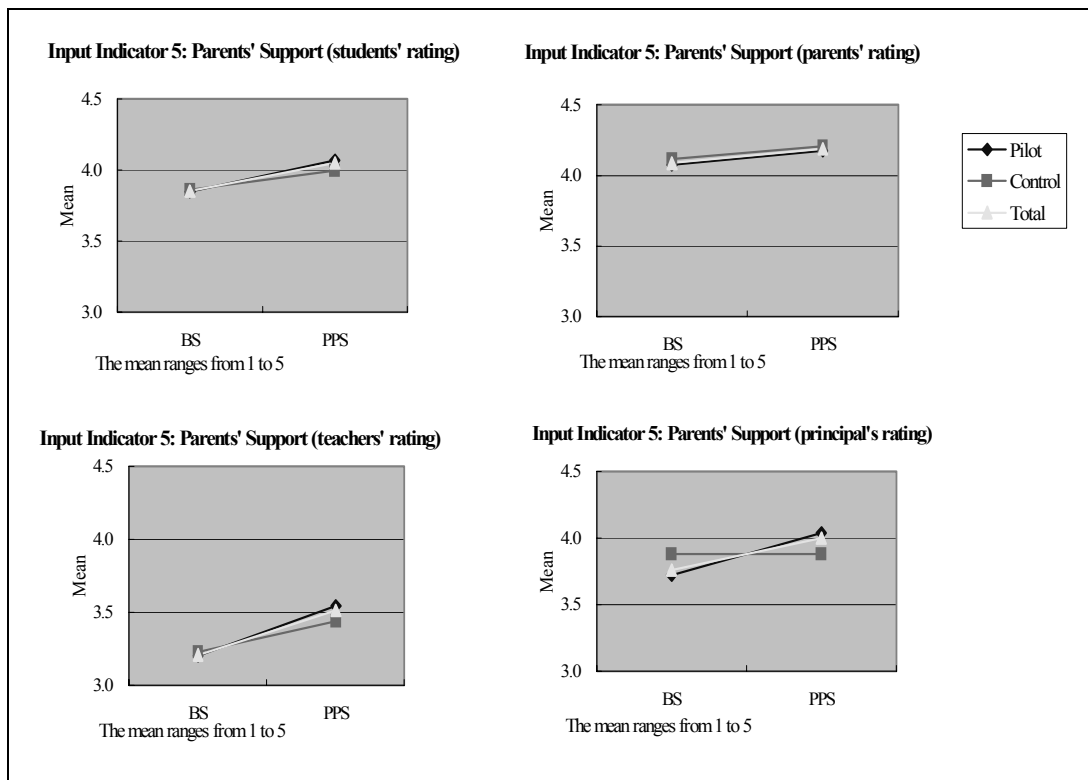 Input Indicator 5: Parents' Support (students' rating)
4.5
4.0
3.5
3.0
Mean
BS
PPS
The mean ranges from 1 to 5
Input Indicator 5: Parents' Support (parents' rating)
4.5
4.0
3.5
3.0
Mean
BS
PPS
The mean ranges from 1 to 5
Pilot
Control
Total
Input Indicator 5: Parents' Support (teachers' rating)
4.5
4.0
3.5
3.0
Mean
BS
PPS
The mean ranges from 1 to 5
Input Indicator 5: Parents' Support (principal's rating)
4.5
4.0
3.5
3.0
Mean
BS
PPS
The mean ranges from 1 to 5